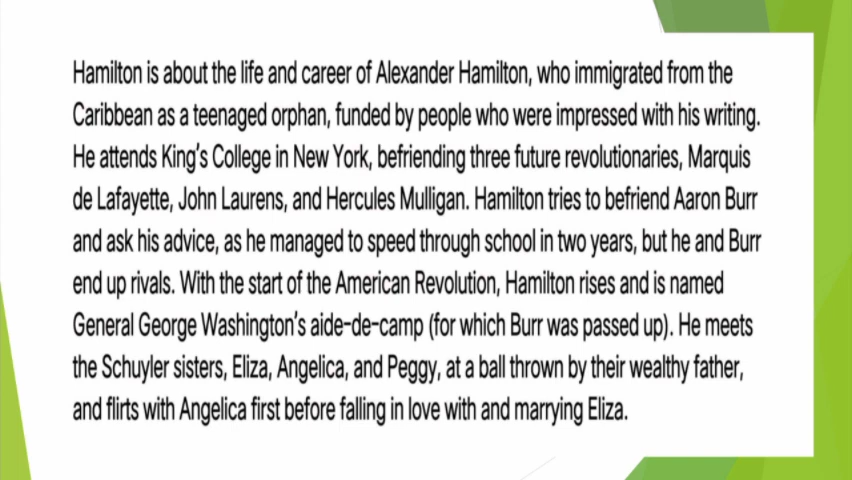 Hamilton is about the life and career of Alexander Hamilton, who immigrated from the
Caribbean as a teenaged orphan, funded by people who were impressed with his writing.
He attends King's College in New York, befriending three future revolutionaries, Marquis
de Lafayette, John Laurens, and Hercules Mulligan. Hamilton tries to befriend Aaron Burr
and ask his advice, as he managed to speed through school in two years, but he and Burr
end up rivals. With the start of the American Revolution, Hamilton rises and is named
General George Washington's aide-de-camp (for which Burr was passed up). He meets
the Schuyler sisters, Eliza, Angelica, and Peggy, at a ball thrown by their wealthy father,
and flirts with Angelica first before falling in love with and marrying Eliza.